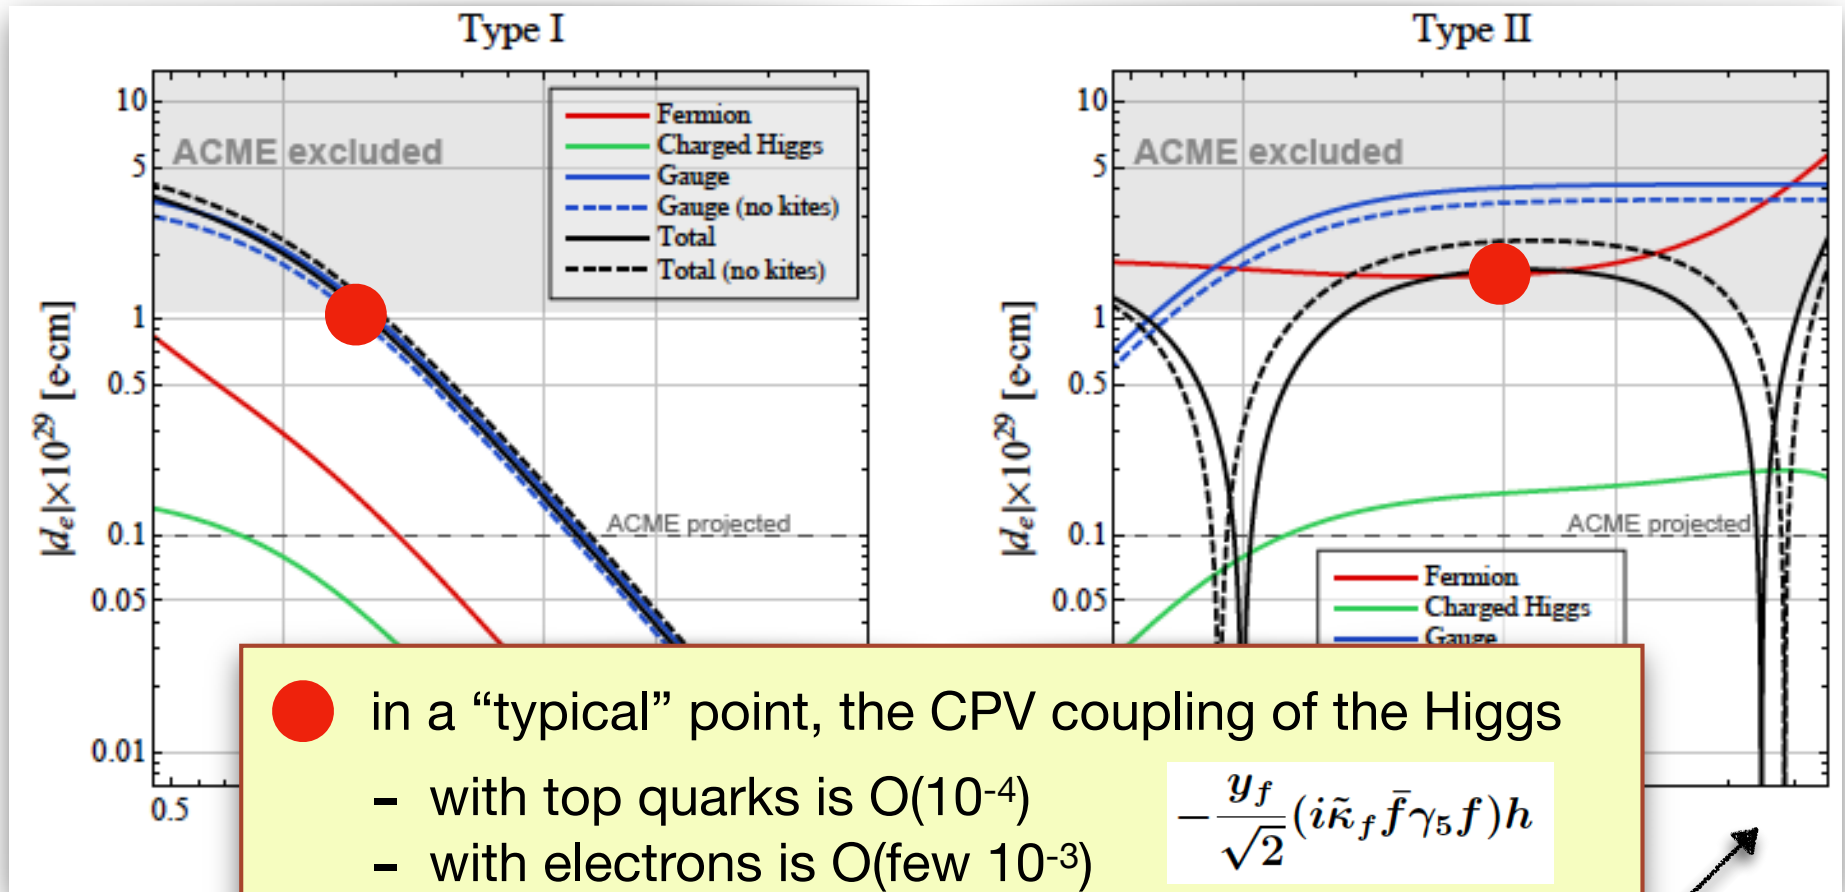 Type I
10
5
1
0.5
0.1
0.05
0.01
0.5
|d_e|×10^29 [e·cm]
ACME excluded
Fermion
Charged Higgs
Gauge
Gauge (no kites)
Total
Total (no kites)
ACME projected
Type II
10
5
1
0.5
0.1
0.05
|d_e|×10^29 [e·cm]
ACME excluded
ACME projected
Fermion
Charged Higgs
Gauge
in a “typical” point, the CPV coupling of the Higgs
- with top quarks is O(10^-4)
- with electrons is O(few 10^-3)
−y_f/√2 (iκ̃_f f̄γ_5 f)h